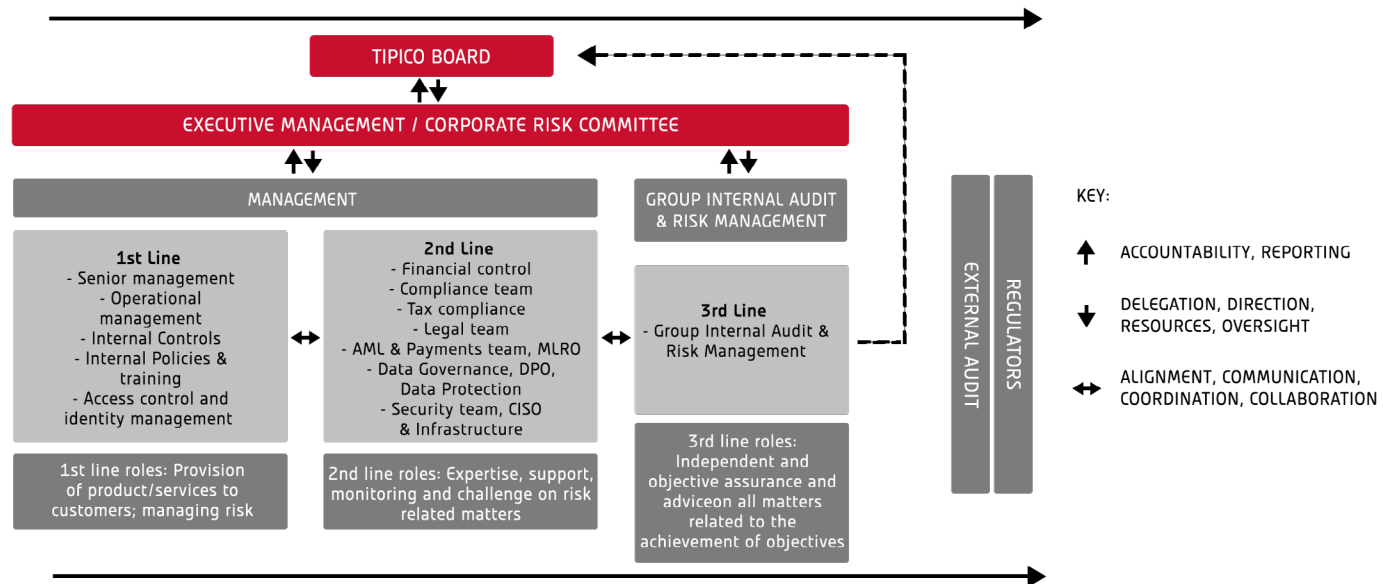 TIPICO BOARD
EXECUTIVE MANAGEMENT / CORPORATE RISK COMMITTEE
MANAGEMENT
GROUP INTERNAL AUDIT
& RISK MANAGEMENT
1st Line
- Senior management
- Operational
management
- Internal Controls
- Internal Policies &
training
- Access control and
identity management
2nd Line
- Financial control
- Compliance team
- Tax compliance
- Legal team
- AML & Payments team, MLRO
- Data Governance, DPO,
Data Protection
- Security team, CISO
& Infrastructure
3rd Line
- Group Internal Audit &
Risk Management
1st line roles: Provision
of product/services to
customers; managing risk
2nd line roles: Expertise, support,
monitoring and challenge on risk
related matters
3rd line roles:
Independent and
objective assurance and
adviceon all matters
related to the
achievement of objectives
EXTERNAL AUDIT
REGULATORS
KEY:
ACCOUNTABILITY, REPORTING
DELEGATION, DIRECTION,
RESOURCES, OVERSIGHT
ALIGNMENT, COMMUNICATION,
COORDINATION, COLLABORATION